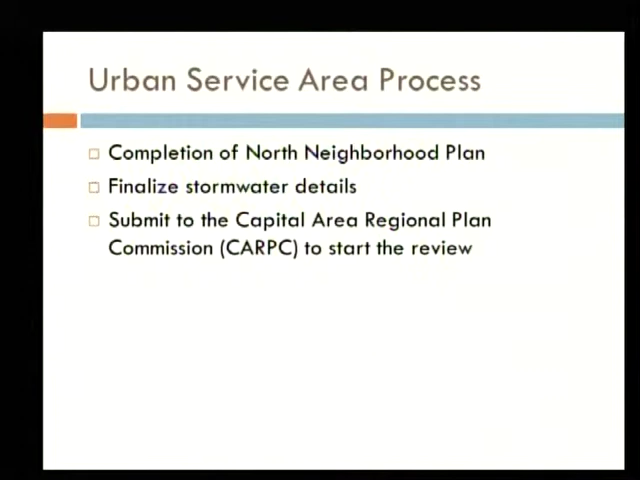 Urban Service Area Process
Completion of North Neighborhood Plan
Finalize stormwater details
Submit to the Capital Area Regional Plan
Commission (CARPC) to start the review